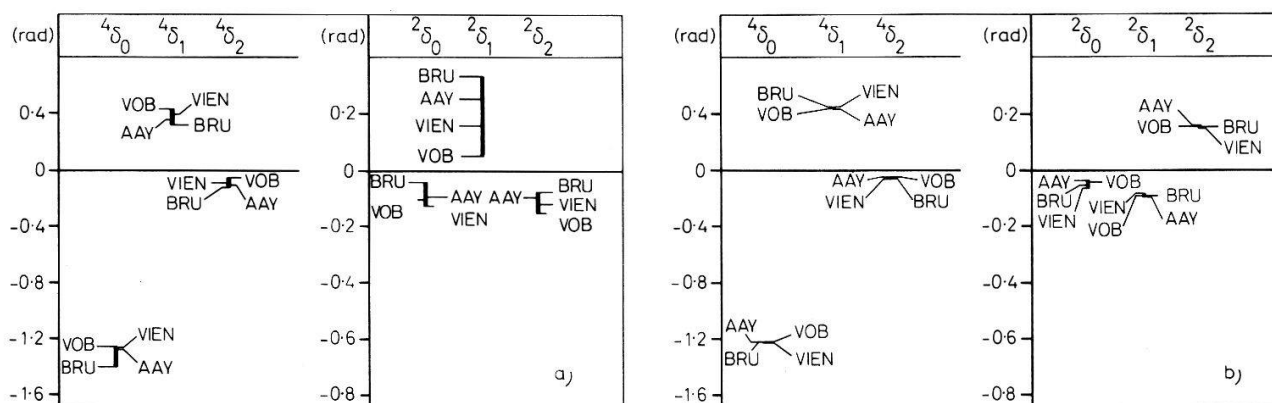 (rad) ⁴δ₀ ⁴δ₁ ⁴δ₂ (rad) ²δ₀ ²δ₁ ²δ₂
0·4 VOB VIEN
AAY BRU
0
VIEN VOB
BRU AAY
-0·4
-0·8
-1·2
VOB VIEN
BRU AAY
-1·6
BRU
0·2 AAY
VIEN
VOB
0
BRU AAY AAY BRU
VIEN
VOB VIEN VOB
-0·2
-0·4
-0·6
-0·8
a)
(rad) ⁴δ₀ ⁴δ₁ ⁴δ₂ (rad) ²δ₀ ²δ₁ ²δ₂
0·4 BRU VIEN
VOB AAY
0
AAY VOB
VIEN BRU
-0·4
-0·8
-1·2
AAY VOB
BRU VIEN
-1·6
0·2 AAY
VOB BRU
VIEN
0
AAY VOB
BRU VIEN BRU
VIEN VOB AAY
-0·2
-0·4
-0·6
-0·8
b)